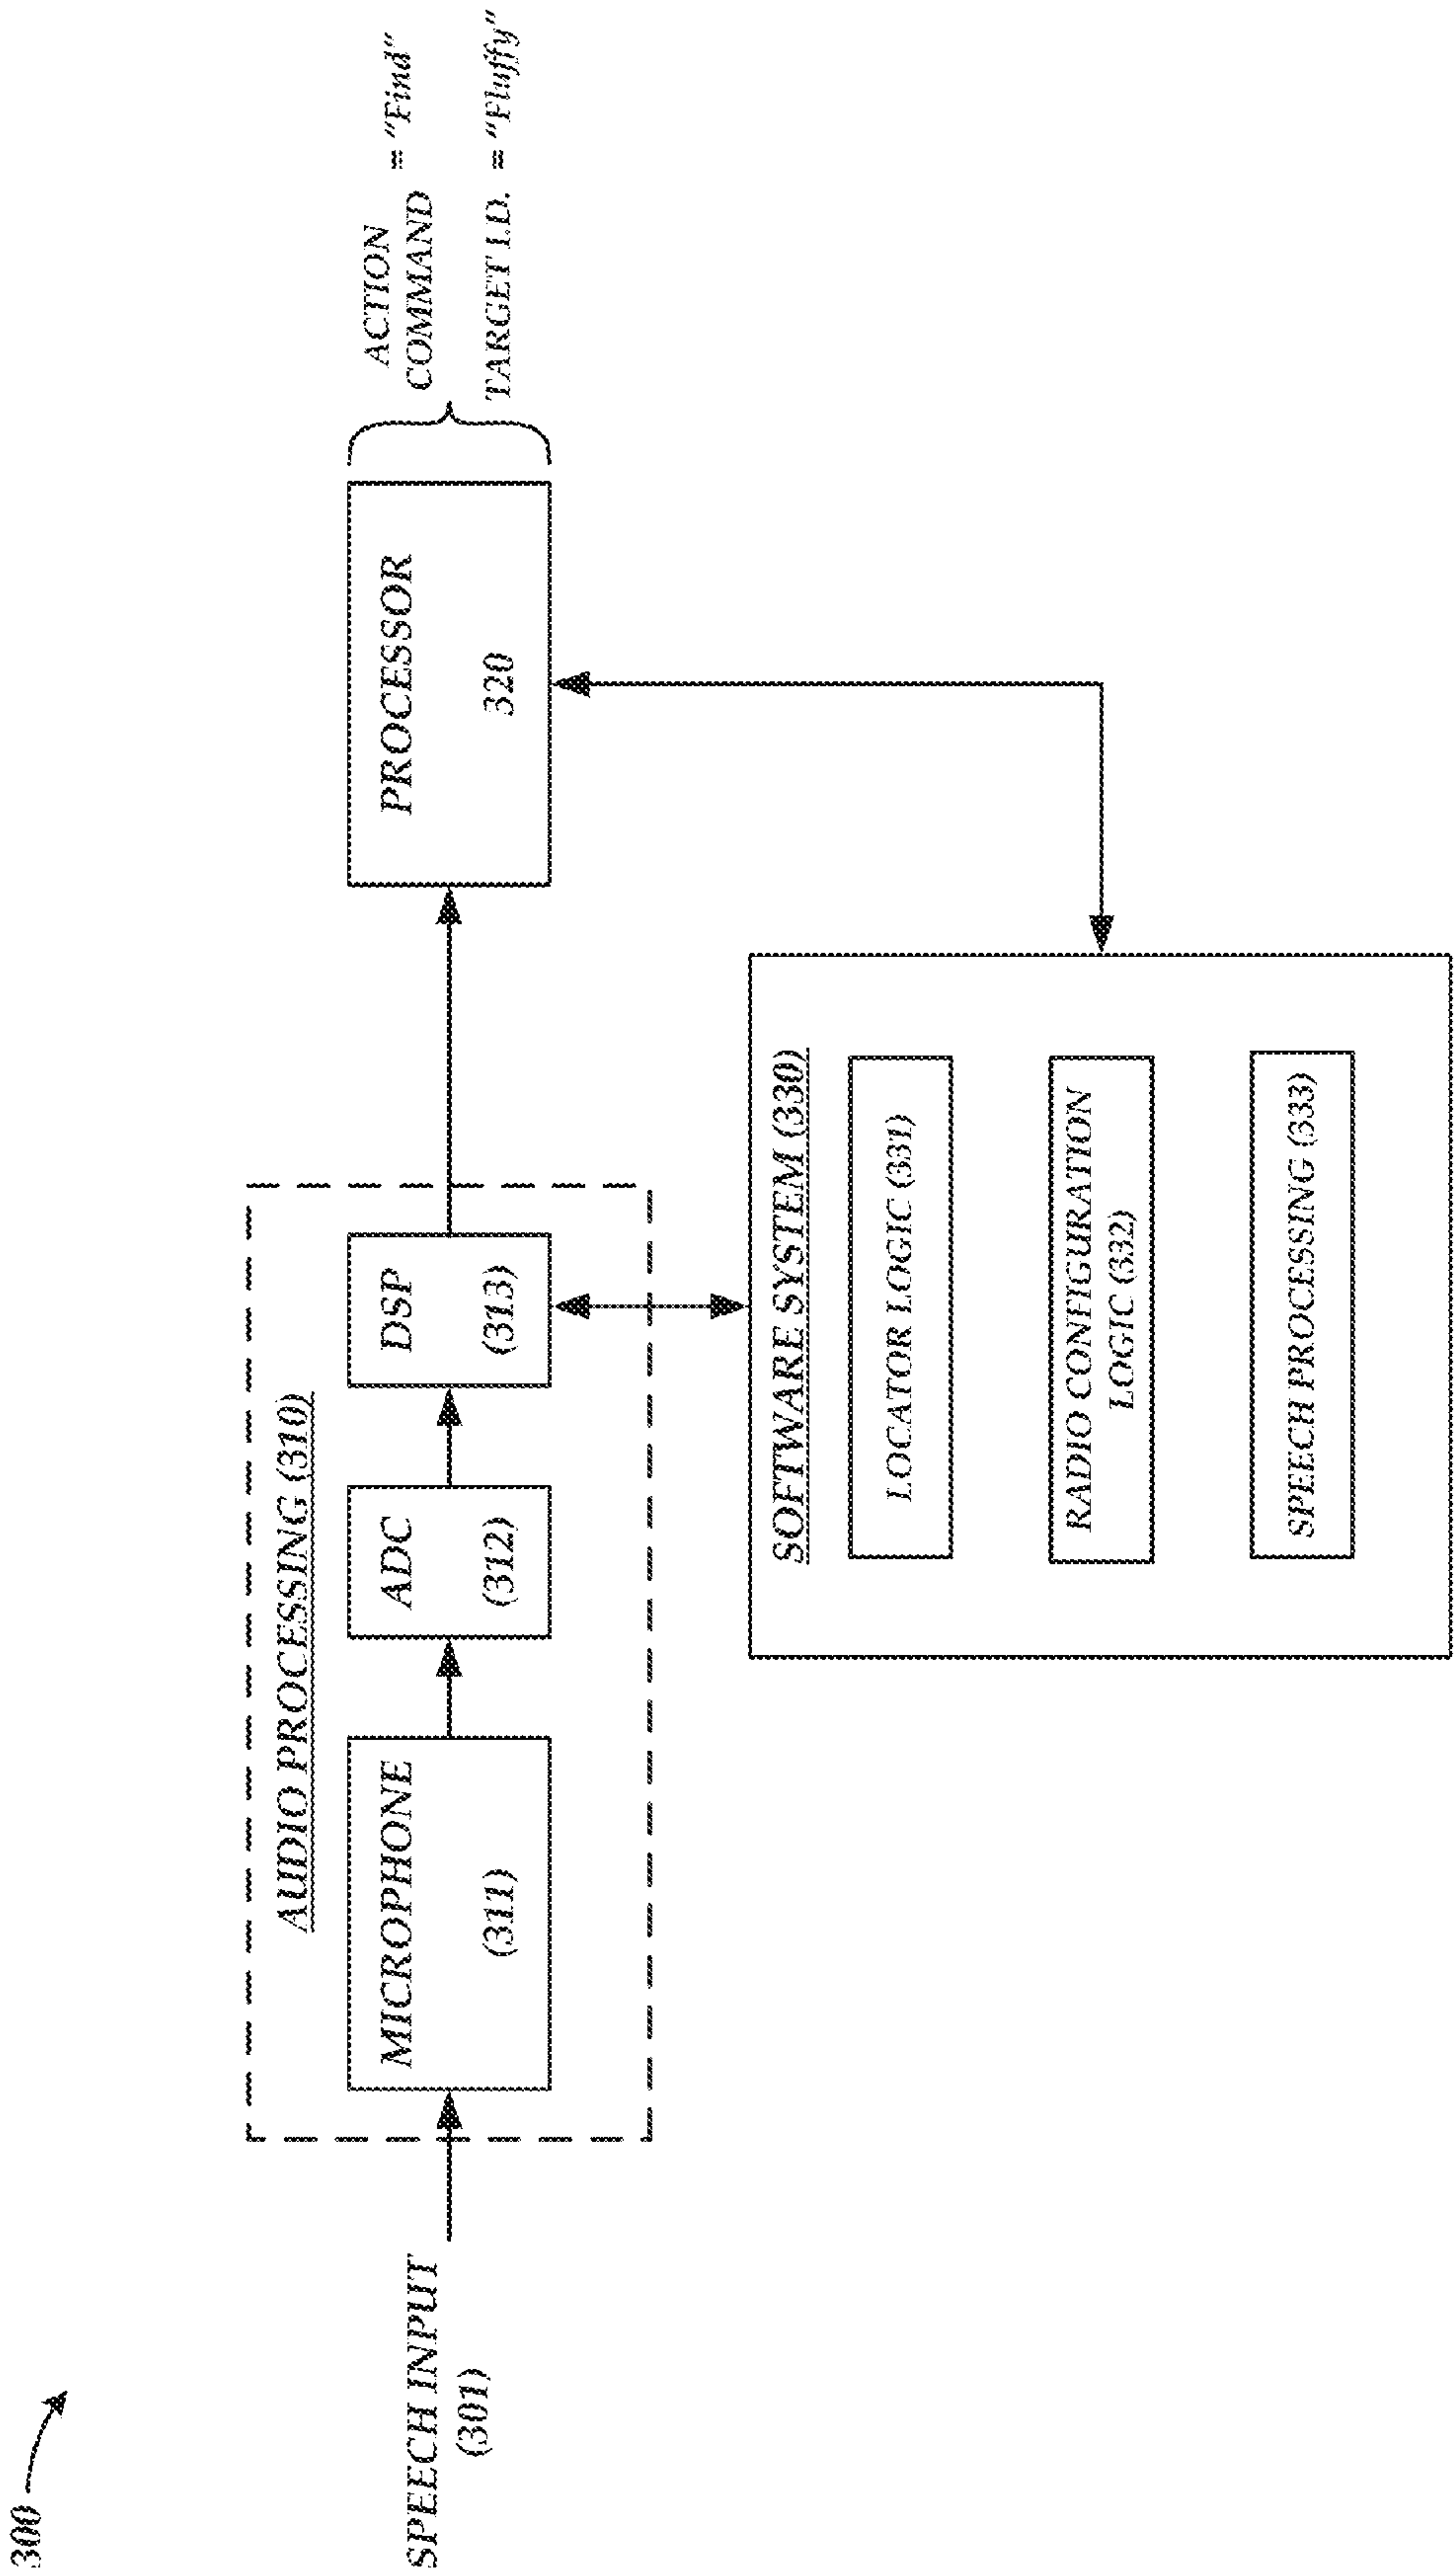 300
SPEECH INPUT
(301)
AUDIO PROCESSING (310)
MICROPHONE
(311)
ADC
(312)
DSP
(313)
PROCESSOR
320
ACTION
COMMAND = "Find"
TARGET I.D. = "Fluffy"
SOFTWARE SYSTEM (330)
LOCATOR LOGIC (331)
RADIO CONFIGURATION
LOGIC (332)
SPEECH PROCESSING (333)